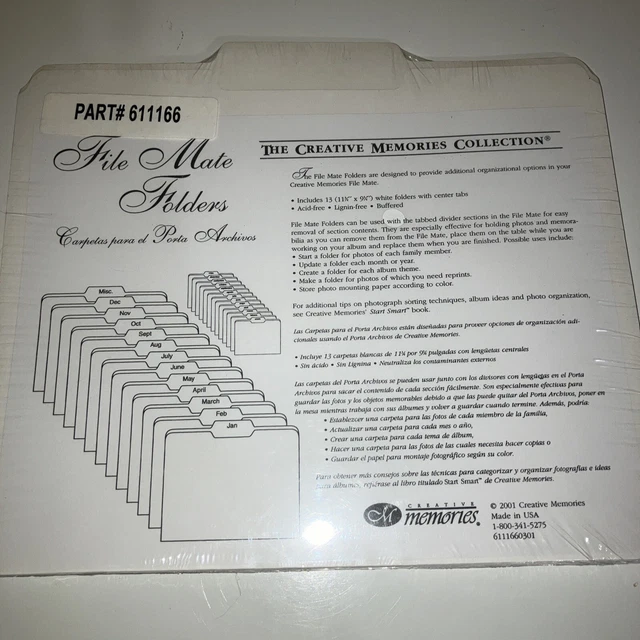 PART# 611166
File Mate
Folders
Carpetas para el Porta Archivos
THE CREATIVE MEMORIES COLLECTION®
The File Mate Folders are designed to provide additional organizational options in your
Creative Memories File Mate.
• Includes 13 (11¾" x 9¾") white folders with center tabs
• Acid-free • Lignin-free • Buffered
File Mate Folders can be used with the tabbed divider sections in the File Mate for easy
removal of section contents. They are especially effective for holding photos and memora-
bilia as you can remove them from the File Mate, place them on the table while you are
working on your album and replace them when you are finished. Possible uses include:
• Start a folder for photos of each family member.
• Update a folder each month or year.
• Create a folder for each album theme.
• Make a folder for photos of which you need reprints.
• Store photo mounting paper according to color.
For additional tips on photograph sorting techniques, album ideas and photo organization,
see Creative Memories' Start Smart™ book.
Las Carpetas para el Porta Archivos están diseñadas para proveer opciones de organización adi-
cionales usando el Porta Archivos de Creative Memories.
• Incluye 13 carpetas blancas de 11¾ por 9¾ pulgadas con lengüetas centrales
• Sin ácido • Sin Lignina • Neutraliza los contaminantes externos
Las carpetas del Porta Archivos se pueden usar junto con los divisores con lengüetas en el Porta
Archivos para sacar el contenido de cada sección fácilmente. Son especialmente efectivas para
guardar las fotos y los objetos memorables debido a que las puede quitar del Porta Archivos, poner en
la mesa mientras trabaja con sus álbumes y volver a guardar cuando termine. Además, podría:
• Establecer una carpeta para las fotos de cada miembro de la familia,
• Actualizar una carpeta para cada mes o año,
• Crear una carpeta para cada tema de álbum,
• Hacer una carpeta para las fotos de las cuales necesita hacer copias o
• Guardar el papel para montaje fotográfico según su color.
Para obtener más consejos sobre las técnicas para categorizar y organizar fotografías e ideas
para álbumes, refiérase al libro titulado Start Smart™ de Creative Memories.
Misc.
Dec
Nov
Oct
Sept
Aug
July
June
May
April
March
Feb
Jan
CM
CREATIVE
memories®
© 2001 Creative Memories
Made in USA
1-800-341-5275
6111660301